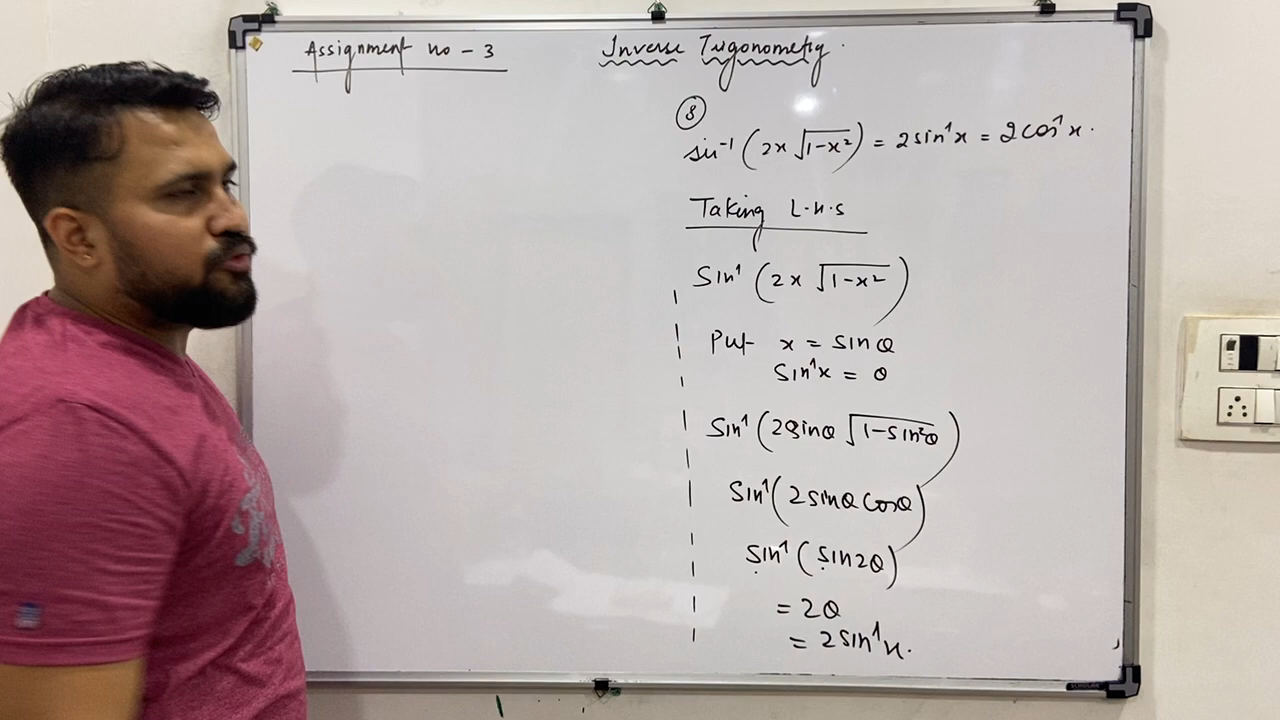 Assignment no - 3
Inverse Trigonometry.
8
sin⁻¹ (2x √1-x²) = 2sin⁻¹x = 2cos⁻¹x.
Taking L.H.S
Sin⁻¹ (2x √1-x²)
Put x = sinθ
Sin⁻¹x = θ
Sin⁻¹ (2sinθ √1-sin²θ)
Sin⁻¹ (2sinθ cosθ)
Sin⁻¹ (sin2θ)
= 2θ
= 2sin⁻¹x.